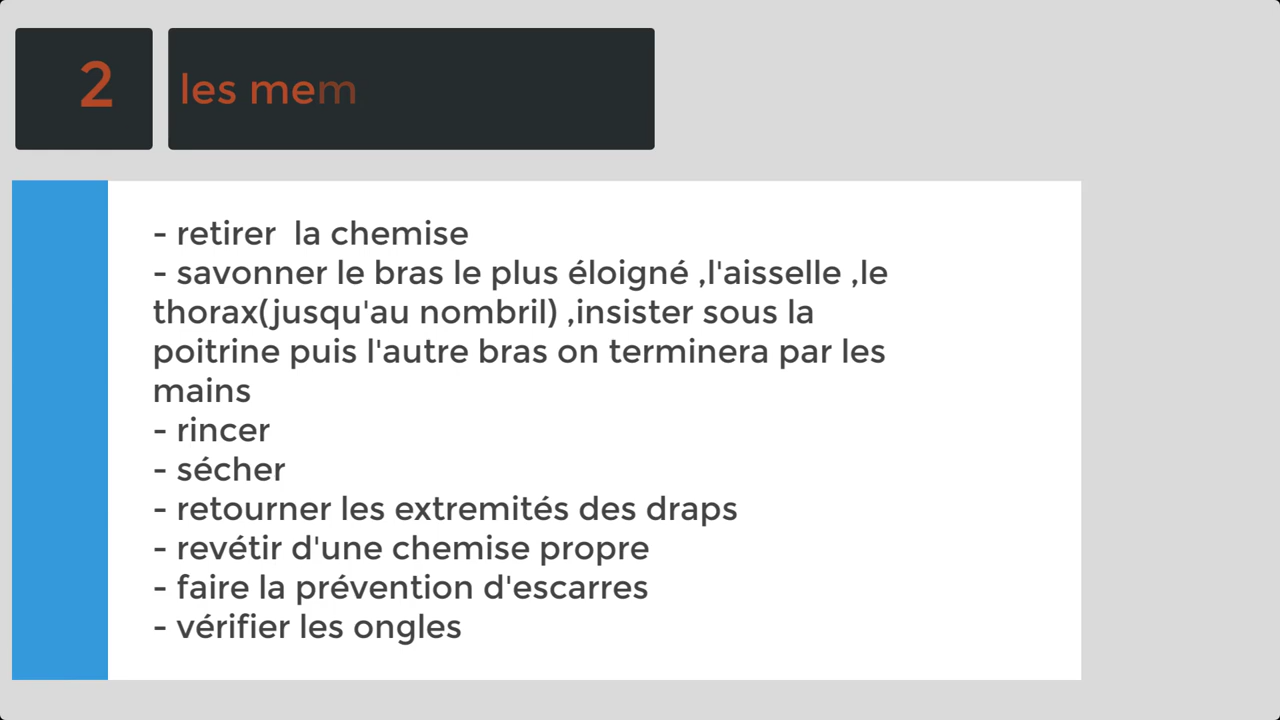 2
les mem
- retirer  la chemise
- savonner le bras le plus éloigné ,l'aisselle ,le
thorax(jusqu'au nombril) ,insister sous la
poitrine puis l'autre bras on terminera par les
mains
- rincer
- sécher
- retourner les extremités des draps
- revétir d'une chemise propre
- faire la prévention d'escarres
- vérifier les ongles